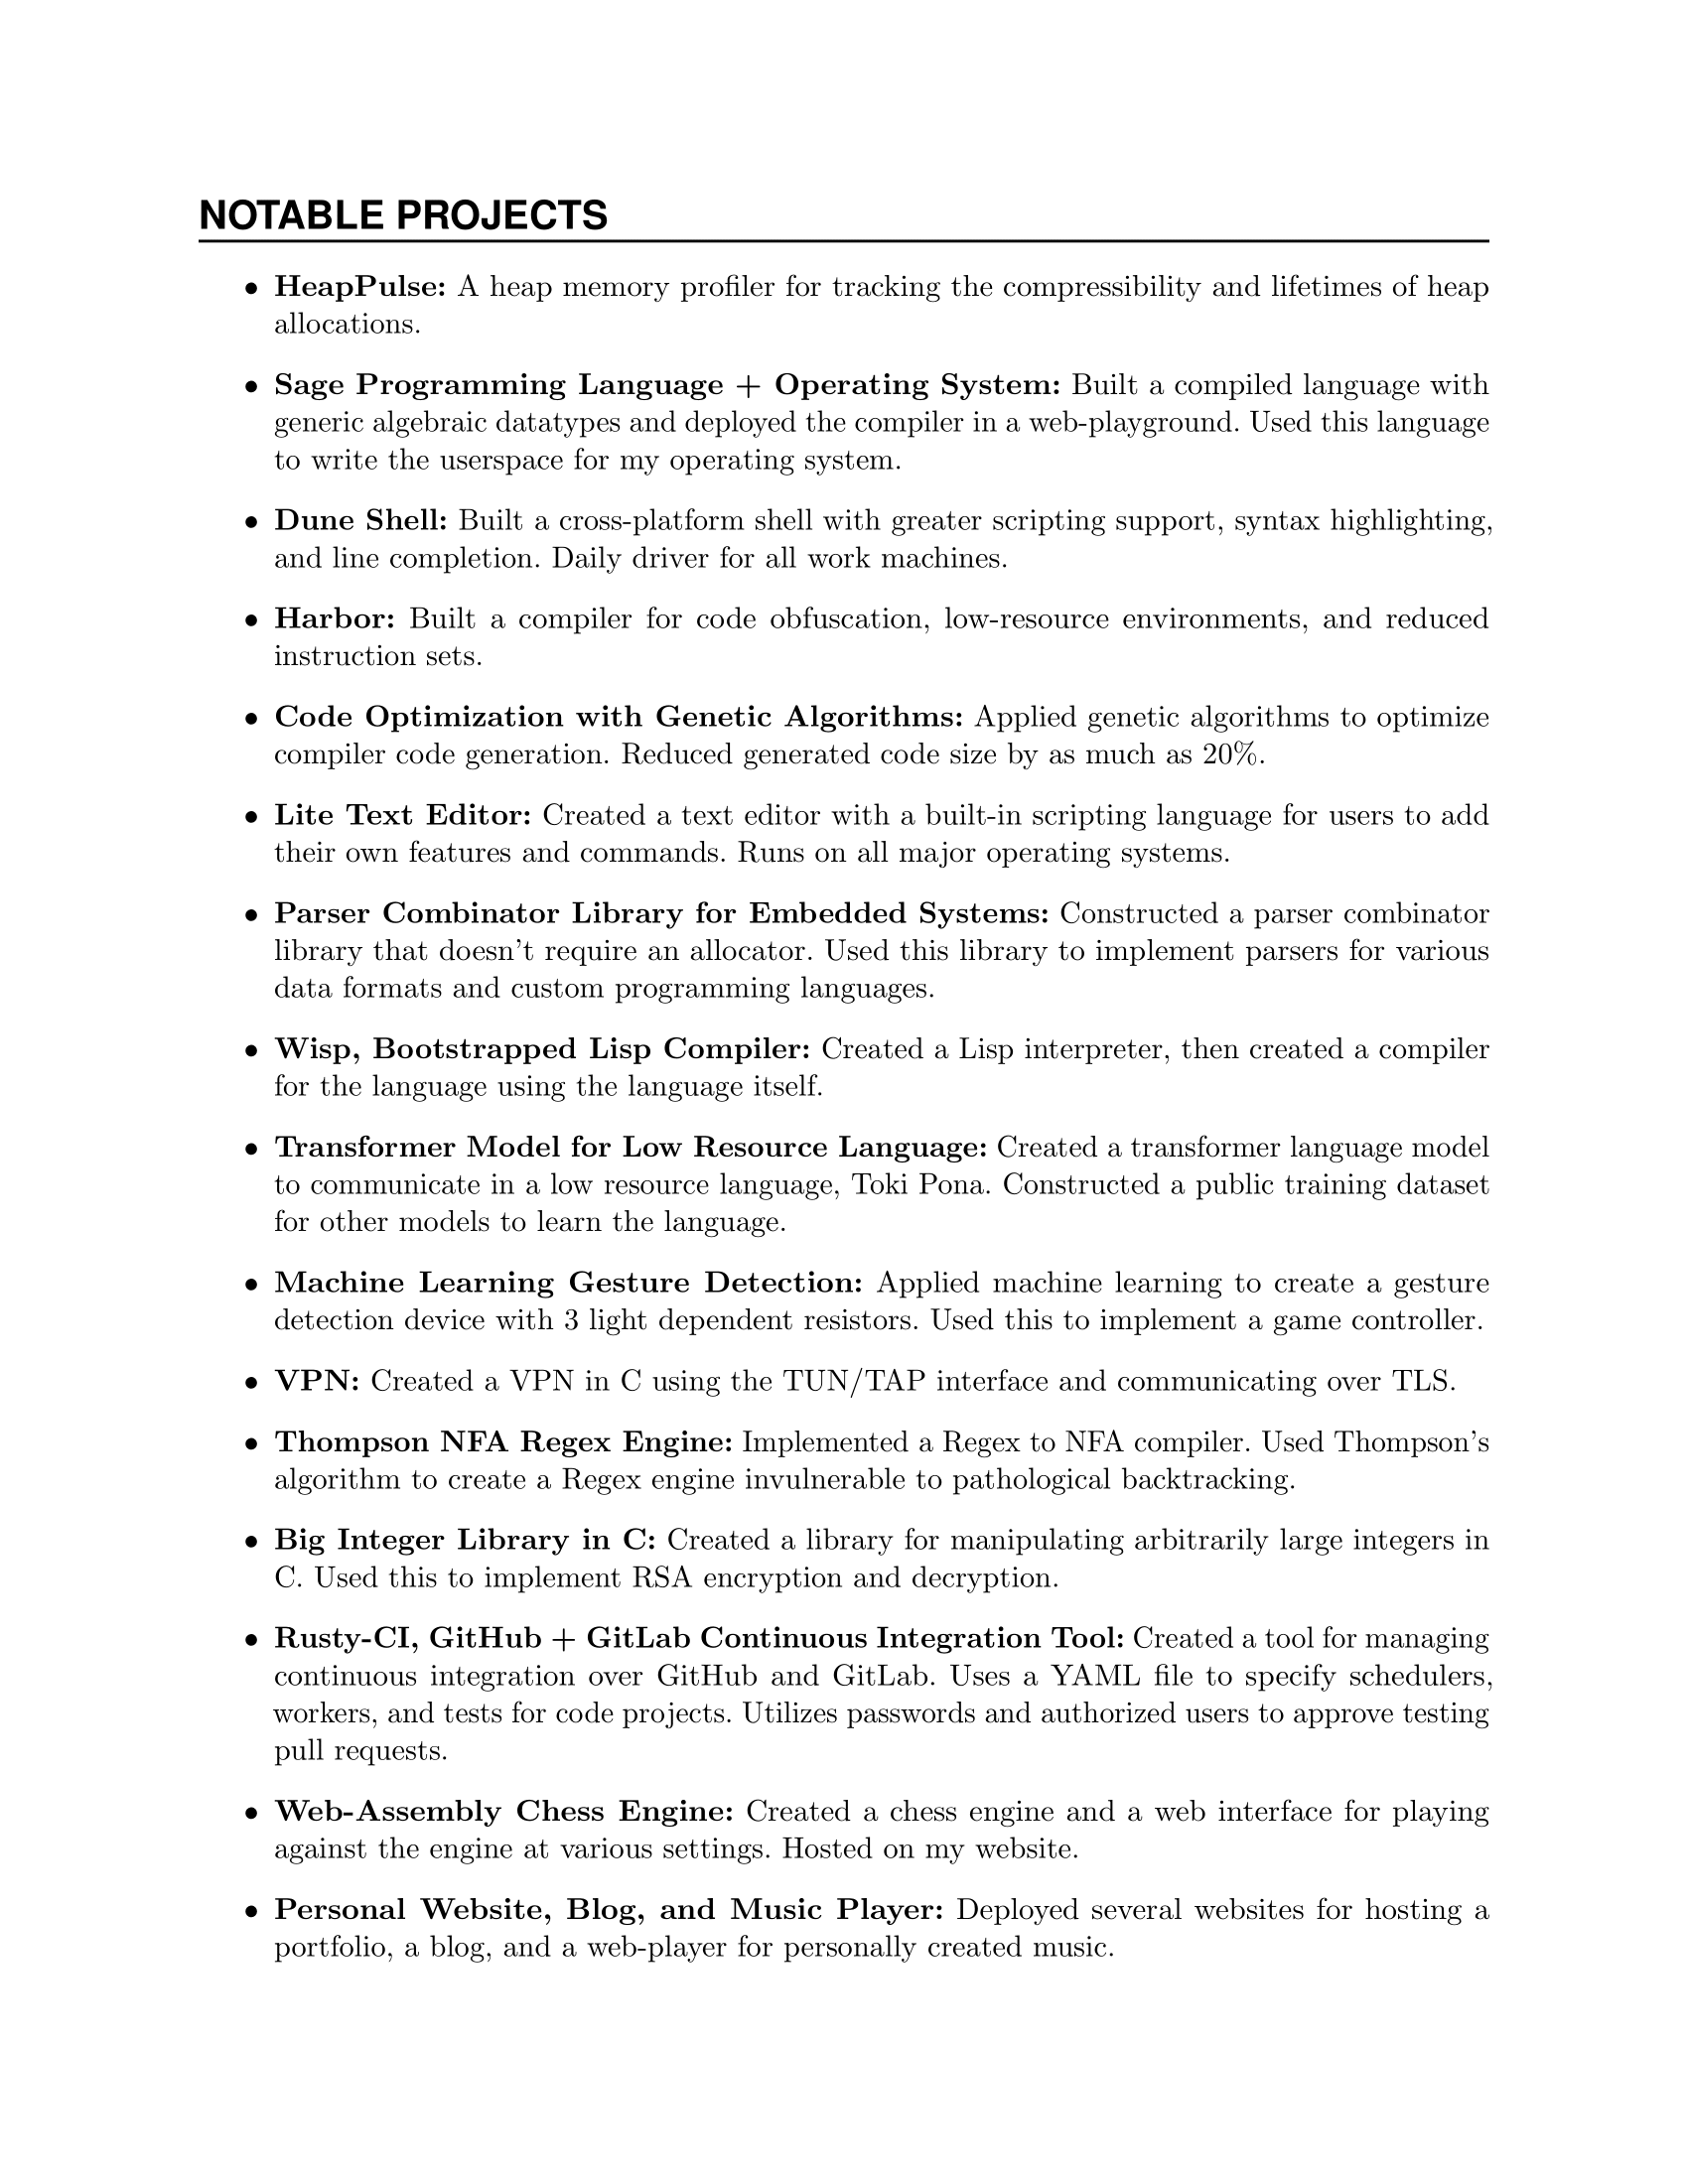 NOTABLE PROJECTS
• HeapPulse: A heap memory profiler for tracking the compressibility and lifetimes of heap
allocations.
• Sage Programming Language + Operating System: Built a compiled language with
generic algebraic datatypes and deployed the compiler in a web-playground. Used this language
to write the userspace for my operating system.
• Dune Shell: Built a cross-platform shell with greater scripting support, syntax highlighting,
and line completion. Daily driver for all work machines.
• Harbor: Built a compiler for code obfuscation, low-resource environments, and reduced
instruction sets.
• Code Optimization with Genetic Algorithms: Applied genetic algorithms to optimize
compiler code generation. Reduced generated code size by as much as 20%.
• Lite Text Editor: Created a text editor with a built-in scripting language for users to add
their own features and commands. Runs on all major operating systems.
• Parser Combinator Library for Embedded Systems: Constructed a parser combinator
library that doesn't require an allocator. Used this library to implement parsers for various
data formats and custom programming languages.
• Wisp, Bootstrapped Lisp Compiler: Created a Lisp interpreter, then created a compiler
for the language using the language itself.
• Transformer Model for Low Resource Language: Created a transformer language model
to communicate in a low resource language, Toki Pona. Constructed a public training dataset
for other models to learn the language.
• Machine Learning Gesture Detection: Applied machine learning to create a gesture
detection device with 3 light dependent resistors. Used this to implement a game controller.
• VPN: Created a VPN in C using the TUN/TAP interface and communicating over TLS.
• Thompson NFA Regex Engine: Implemented a Regex to NFA compiler. Used Thompson's
algorithm to create a Regex engine invulnerable to pathological backtracking.
• Big Integer Library in C: Created a library for manipulating arbitrarily large integers in
C. Used this to implement RSA encryption and decryption.
• Rusty-CI, GitHub + GitLab Continuous Integration Tool: Created a tool for managing
continuous integration over GitHub and GitLab. Uses a YAML file to specify schedulers,
workers, and tests for code projects. Utilizes passwords and authorized users to approve testing
pull requests.
• Web-Assembly Chess Engine: Created a chess engine and a web interface for playing
against the engine at various settings. Hosted on my website.
• Personal Website, Blog, and Music Player: Deployed several websites for hosting a
portfolio, a blog, and a web-player for personally created music.